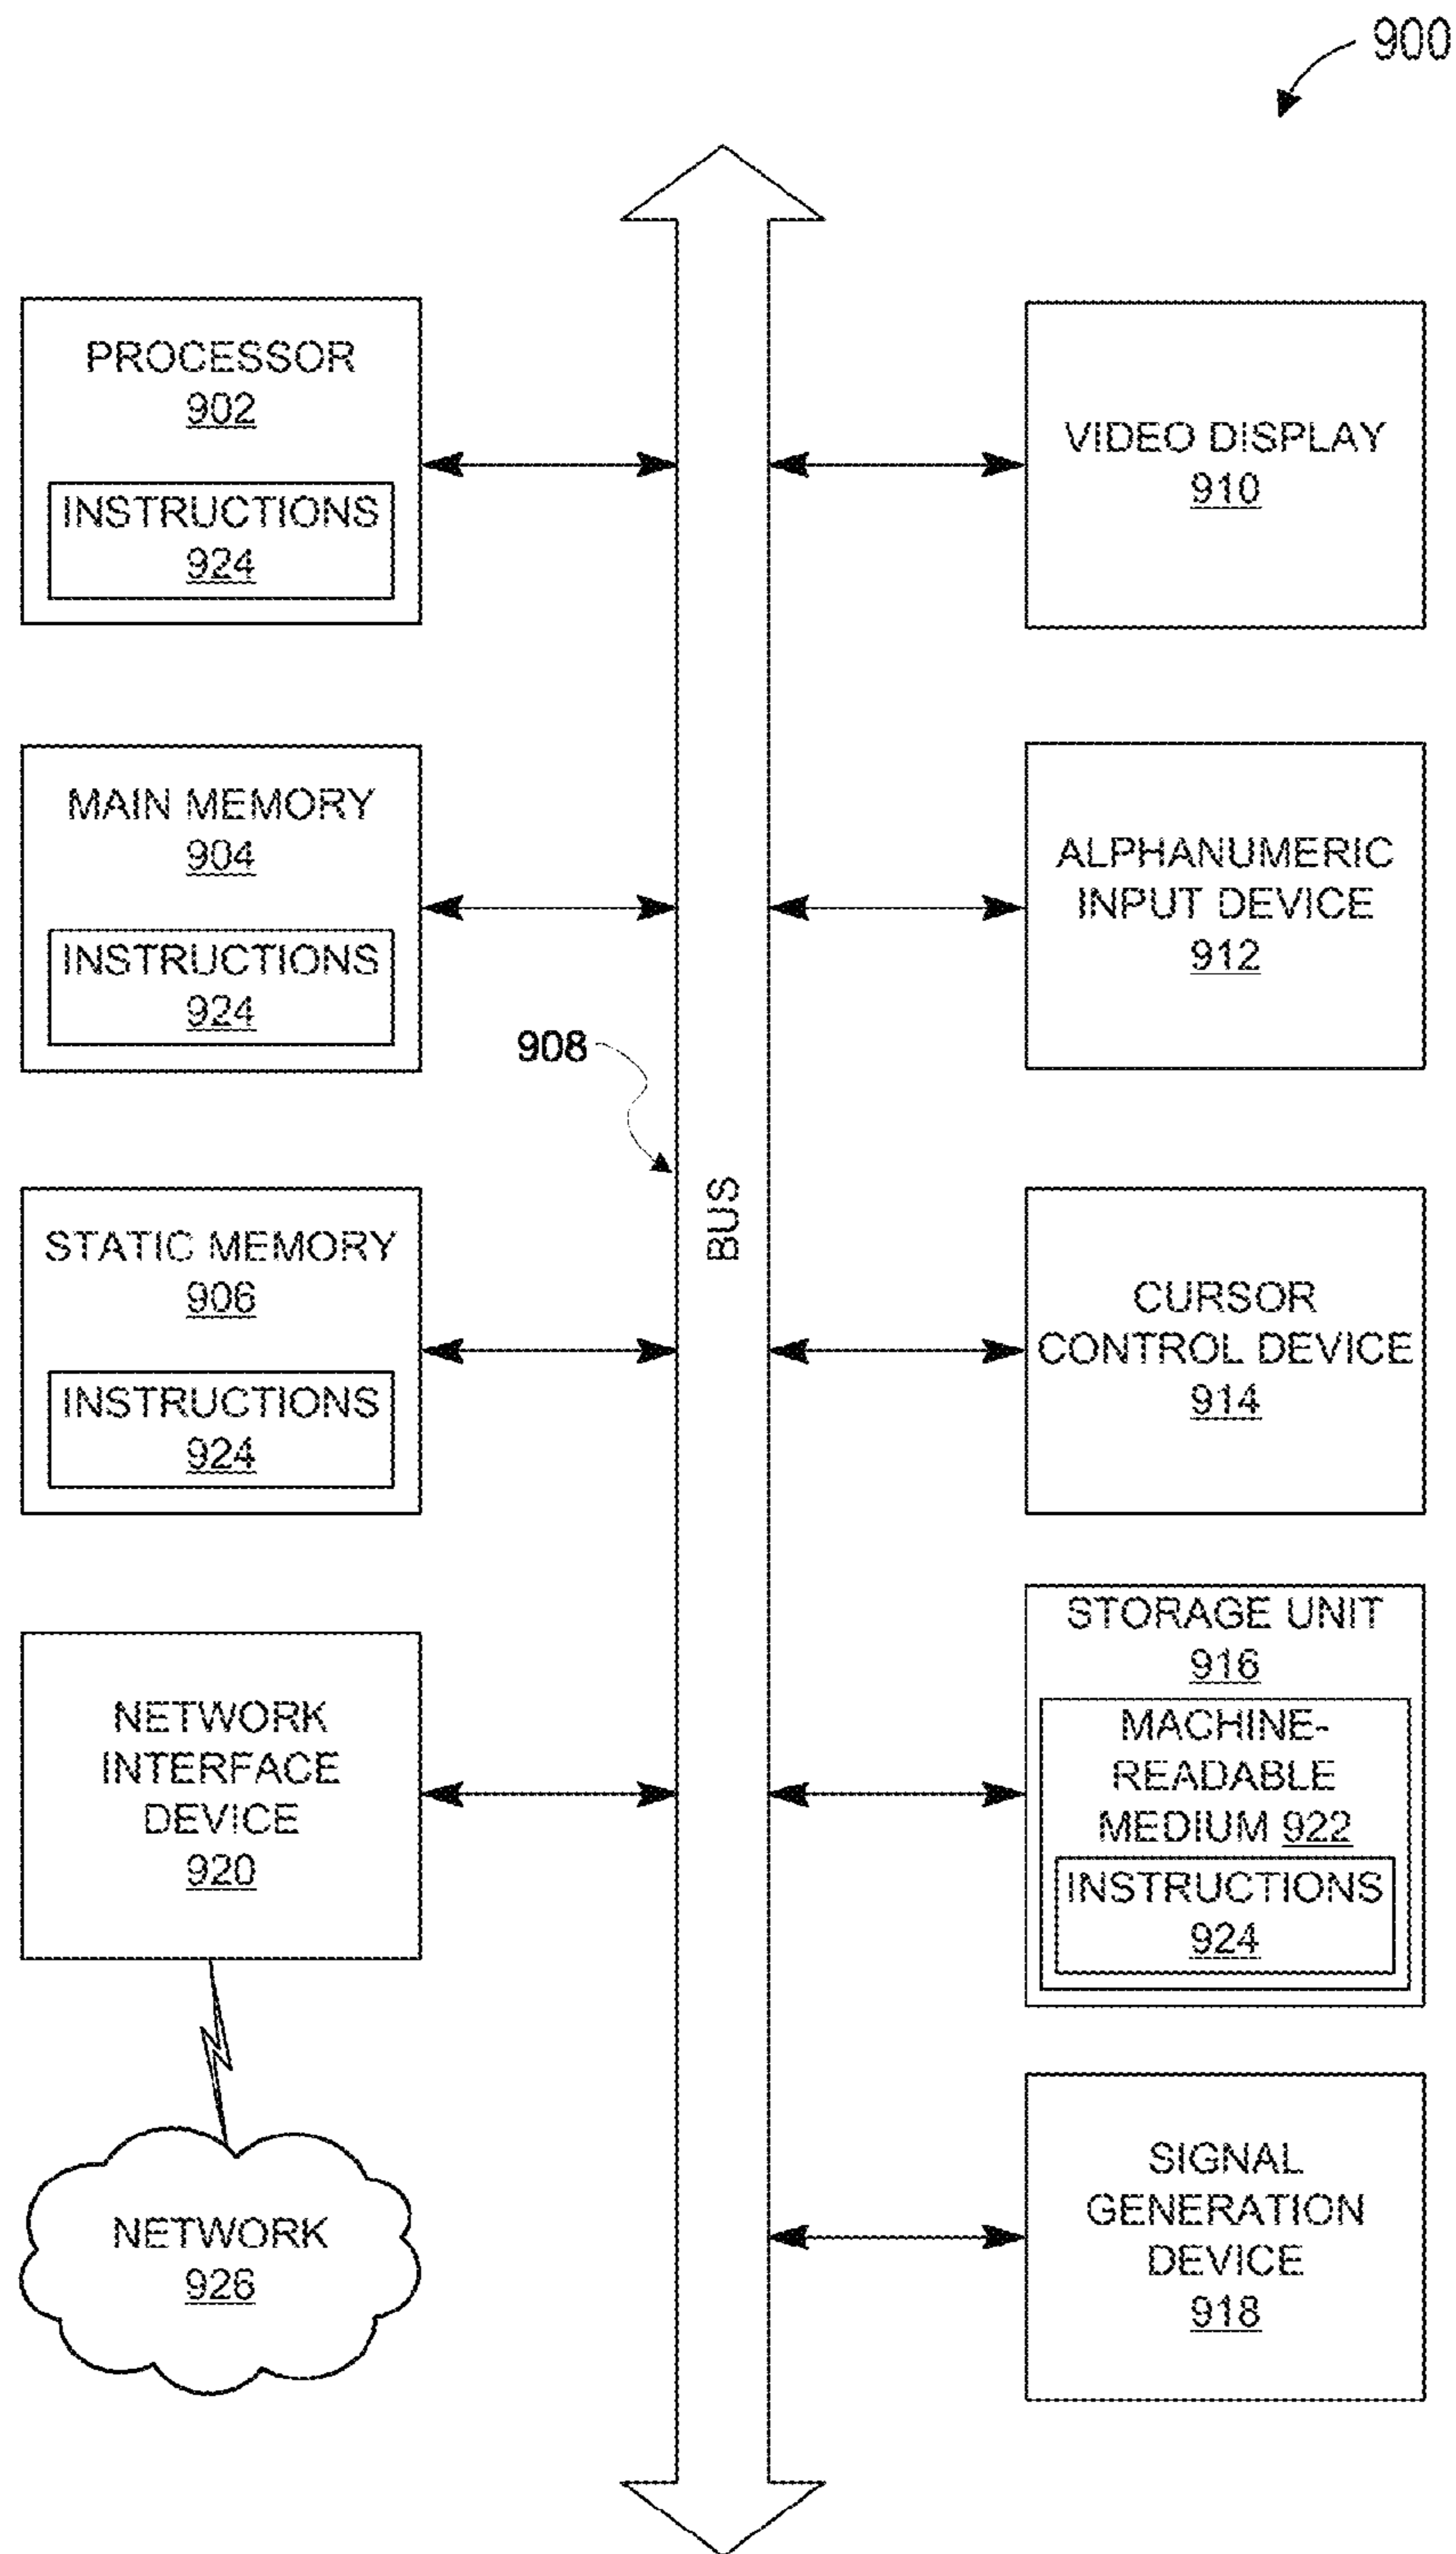 900
PROCESSOR
902
INSTRUCTIONS
924
VIDEO DISPLAY
910
MAIN MEMORY
904
INSTRUCTIONS
924
ALPHANUMERIC
INPUT DEVICE
912
908
BUS
STATIC MEMORY
906
INSTRUCTIONS
924
CURSOR
CONTROL DEVICE
914
NETWORK
INTERFACE
DEVICE
920
STORAGE UNIT
916
MACHINE-
READABLE
MEDIUM 922
INSTRUCTIONS
924
NETWORK
926
SIGNAL
GENERATION
DEVICE
918